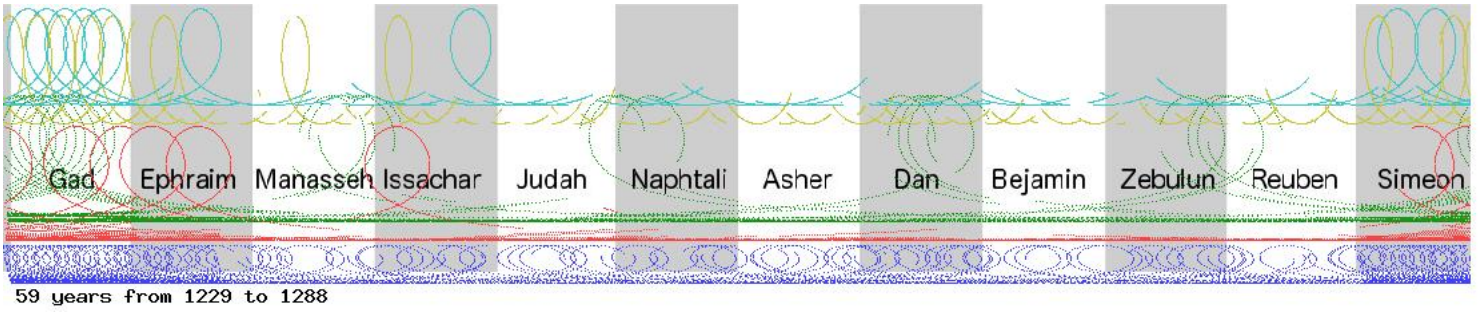 Gad Ephraim Manasseh Issachar Judah Naphtali Asher Dan Bejamin Zebulun Reuben Simeon
59 years from 1229 to 1288